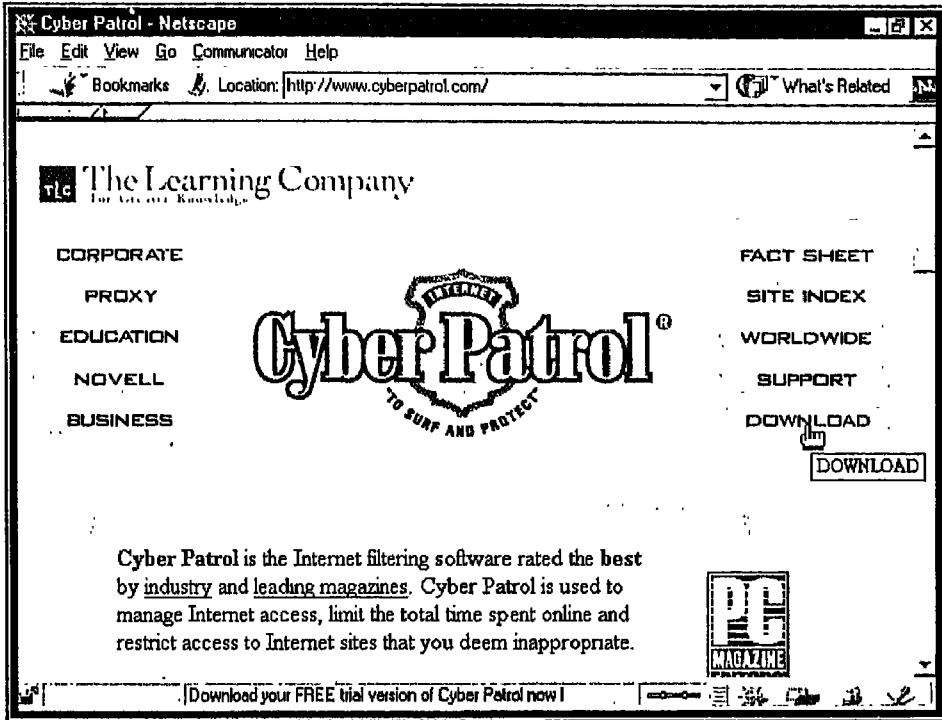 Cyber Patrol - Netscape
File Edit View Go Communicator Help
Bookmarks Location: http://www.cyberpatrol.com/ What's Related
TLC The Learning Company
For Greater Knowledge
CORPORATE
PROXY
EDUCATION
NOVELL
BUSINESS
INTERNET
Cyber Patrol®
"TO SURF AND PROTECT"
FACT SHEET
SITE INDEX
WORLDWIDE
SUPPORT
DOWNLOAD
DOWNLOAD
Cyber Patrol is the Internet filtering software rated the best
by industry and leading magazines. Cyber Patrol is used to
manage Internet access, limit the total time spent online and
restrict access to Internet sites that you deem inappropriate.
PC
MAGAZINE
Download your FREE trial version of Cyber Patrol now !